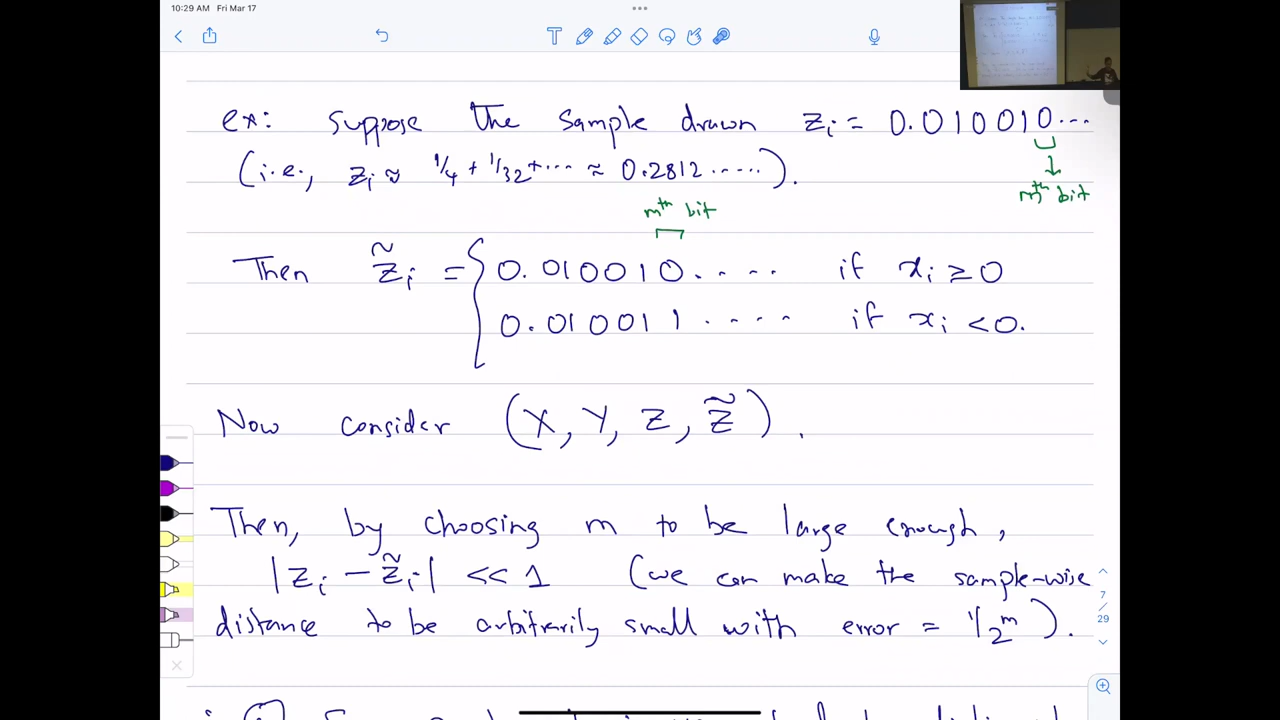 10:29 AM Fri Mar 17
ex: Suppose the sample drawn zᵢ = 0.010010...
(i.e., zᵢ ≈ 1/4 + 1/32 + ... ≈ 0.2812.....).
mᵗʰ bit
mᵗʰ bit
Then z̃ᵢ = { 0.010010..... if xᵢ ≥ 0
0.010011..... if xᵢ < 0.
Now consider (X, Y, Z, Z̃).
Then, by choosing m to be large enough,
|zᵢ - z̃ᵢ| << 1 (we can make the sample-wise
distance to be arbitrarily small with error = 1/2ᵐ).
7
/
29